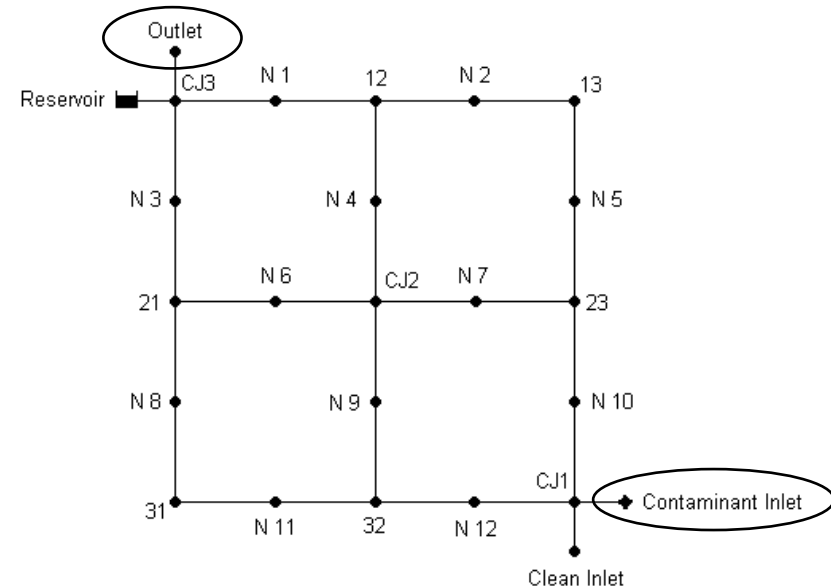 Outlet
CJ3
N 1
12
N 2
13
Reservoir
N 3
N 4
N 5
21
N 6
CJ2
N 7
23
N 8
N 9
N 10
CJ1
Contaminant Inlet
31
N 11
32
N 12
Clean Inlet